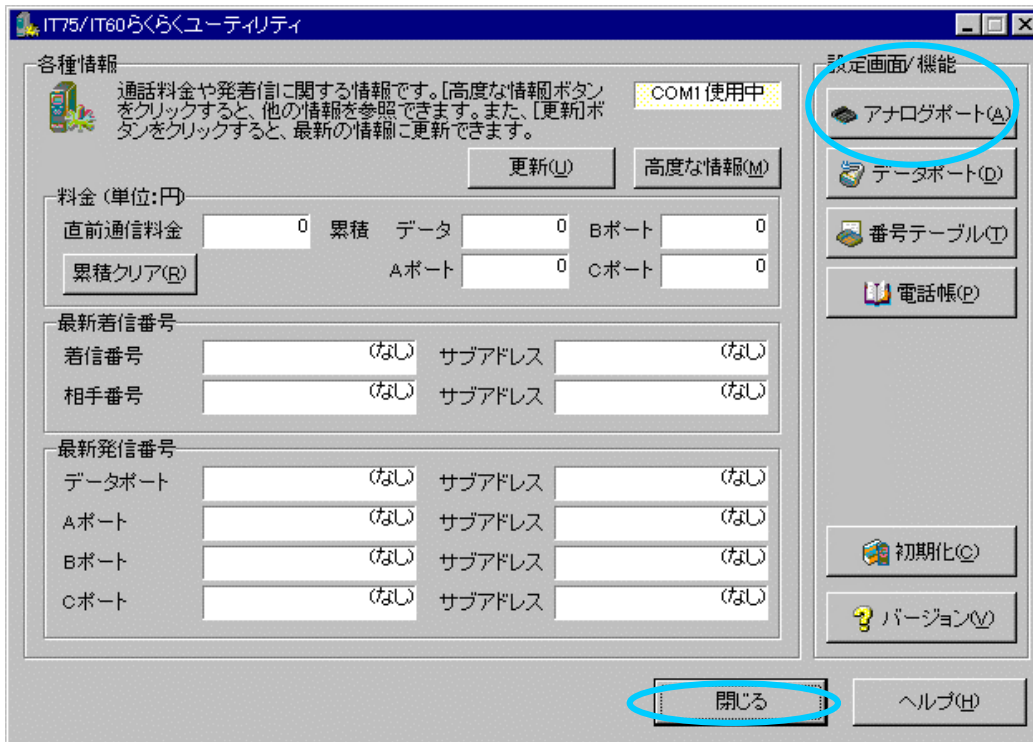 IT75/IT60らくらくユーティリティ
各種情報
通話料金や発着信に関する情報です。[高度な情報]ボタン
をクリックすると、他の情報を参照できます。また、[更新]ボ
タンをクリックすると、最新の情報に更新できます。
COM1使用中
更新(U) 高度な情報(M)
料金(単位:円)
直前通信料金 0 累積 データ 0 Bポート 0
累積クリア(R) Aポート 0 Cポート 0
最新着信番号
着信番号 (なし) サブアドレス (なし)
相手番号 (なし) サブアドレス (なし)
最新発信番号
データポート (なし) サブアドレス (なし)
Aポート (なし) サブアドレス (なし)
Bポート (なし) サブアドレス (なし)
Cポート (なし) サブアドレス (なし)
設定画面/機能
アナログポート(A)
データポート(D)
番号テーブル(T)
電話帳(P)
初期化(C)
バージョン(V)
閉じる ヘルプ(H)